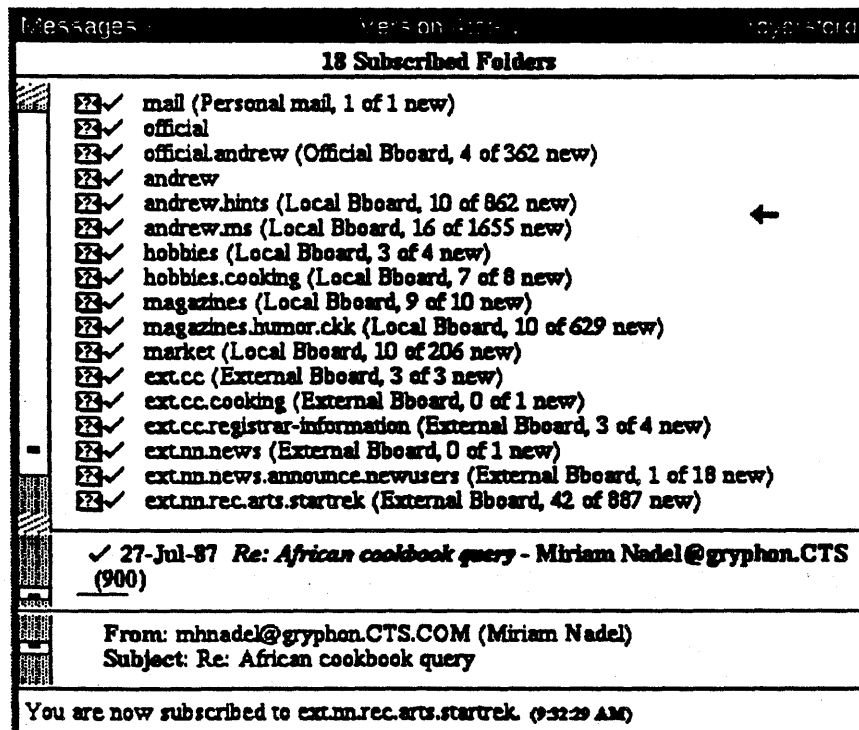 Messages
Version
18 Subscribed Folders
mail (Personal mail, 1 of 1 new)
official
official.andrew (Official Bboard, 4 of 362 new)
andrew
andrew.hints (Local Bboard, 10 of 862 new)
andrew.ms (Local Bboard, 16 of 1655 new)
hobbies (Local Bboard, 3 of 4 new)
hobbies.cooking (Local Bboard, 7 of 8 new)
magazines (Local Bboard, 9 of 10 new)
magazines.humor.ckk (Local Bboard, 10 of 629 new)
market (Local Bboard, 10 of 206 new)
ext.cc (External Bboard, 3 of 3 new)
ext.cc.cooking (External Bboard, 0 of 1 new)
ext.cc.registrar-information (External Bboard, 3 of 4 new)
ext.nn.news (External Bboard, 0 of 1 new)
ext.nn.news.announce.newusers (External Bboard, 1 of 18 new)
ext.nn.rec.arts.startrek (External Bboard, 42 of 887 new)
27-Jul-87 Re: African cookbook query - Miriam Nadel@gryphon.CTS
(900)
From: mhnadel@gryphon.CTS.COM (Miriam Nadel)
Subject: Re: African cookbook query
You are now subscribed to ext.nn.rec.arts.startrek. (9:32:29 AM)